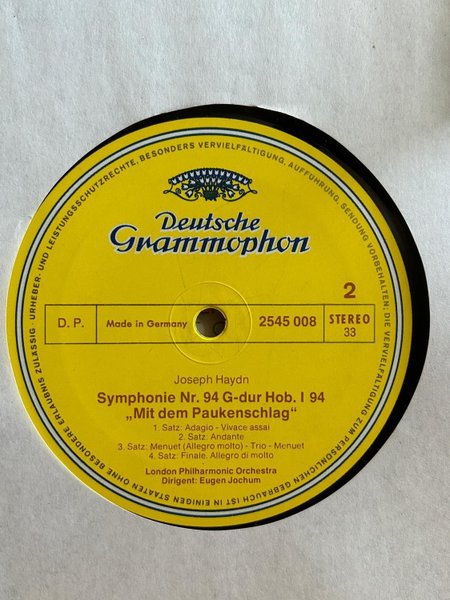 URHEBER- UND LEISTUNGSSCHUTZRECHTE, BESONDERS VERVIELFÄLTIGUNG, AUFFÜHRUNG, SENDUNG VORBEHALTEN; DIE VERVIELFÄLTIGUNG ZUM PERSÖNLICHEN GEBRAUCH IST IN EINIGEN STAATEN OHNE BESONDERE ERLAUBNIS ZULÄSSIG ·
Deutsche
Grammophon
2
D. P.
Made in Germany
2545 008
STEREO
33
Joseph Haydn
Symphonie Nr. 94 G-dur Hob. I 94
„Mit dem Paukenschlag“
1. Satz: Adagio - Vivace assai
2. Satz: Andante
3. Satz: Menuet (Allegro molto) - Trio - Menuet
4. Satz: Finale. Allegro di molto
London Philharmonic Orchestra
Dirigent: Eugen Jochum